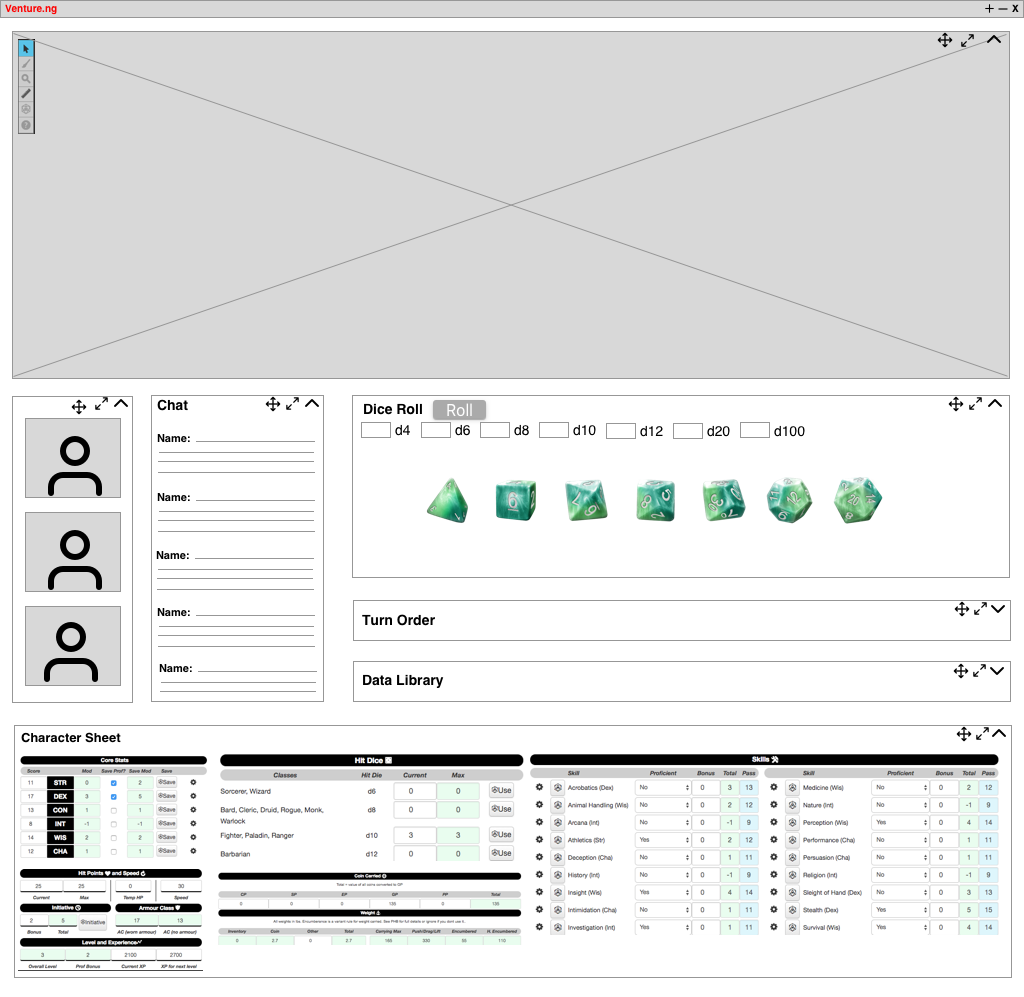 Venture.ng
X
Chat
Name:
Name:
Name:
Name:
Name:
Dice Roll Roll
d4 d6 d8 d10 d12 d20 d100
Turn Order
Data Library
Character Sheet
Core Stats
Score Mod Save Prof? Save Mod Save
11 STR 0 2 Save
17 DEX 3 5 Save
13 CON 1 1 Save
8 INT -1 -1 Save
14 WIS 2 2 Save
12 CHA 1 1 Save
Hit Points and Speed
25 25 0 30
Current Max Temp HP Speed
Initiative Armour Class
2 5 Initiative 17 13
Bonus Total AC (worn armour) AC (no armour)
Level and Experience
3 2 2100 2700
Overall Level Prof Bonus Current XP XP for next level
Hit Dice
Classes Hit Die Current Max
Sorcerer, Wizard d6 0 0 Use
Bard, Cleric, Druid, Rogue, Monk, Warlock d8 0 0 Use
Fighter, Paladin, Ranger d10 3 3 Use
Barbarian d12 0 0 Use
Coin Carried
Total = value of all coins converted to GP
CP SP EP GP PP Total
0 0 0 135 0 135
Weight
All weights in lbs. Encumberance is a variant rule for weight carried. See PHB for full details or ignore if you don't use it.
Inventory Coin Other Total Carrying Max Push/Drag/Lift Encumbered H. Encumbered
0 2.7 0 2.7 165 330 55 110
Skills
Skill Proficient Bonus Total Pass
Acrobatics (Dex) No 0 3 13
Animal Handling (Wis) No 0 2 12
Arcana (Int) No 0 -1 9
Athletics (Str) Yes 0 2 12
Deception (Cha) No 0 1 11
History (Int) No 0 -1 9
Insight (Wis) Yes 0 4 14
Intimidation (Cha) No 0 1 11
Investigation (Int) Yes 0 1 11
Skill Proficient Bonus Total Pass
Medicine (Wis) No 0 2 12
Nature (Int) No 0 -1 9
Perception (Wis) Yes 0 4 14
Performance (Cha) No 0 1 11
Persuasion (Cha) No 0 1 11
Religion (Int) No 0 -1 9
Sleight of Hand (Dex) No 0 3 13
Stealth (Dex) Yes 0 5 15
Survival (Wis) Yes 0 4 14